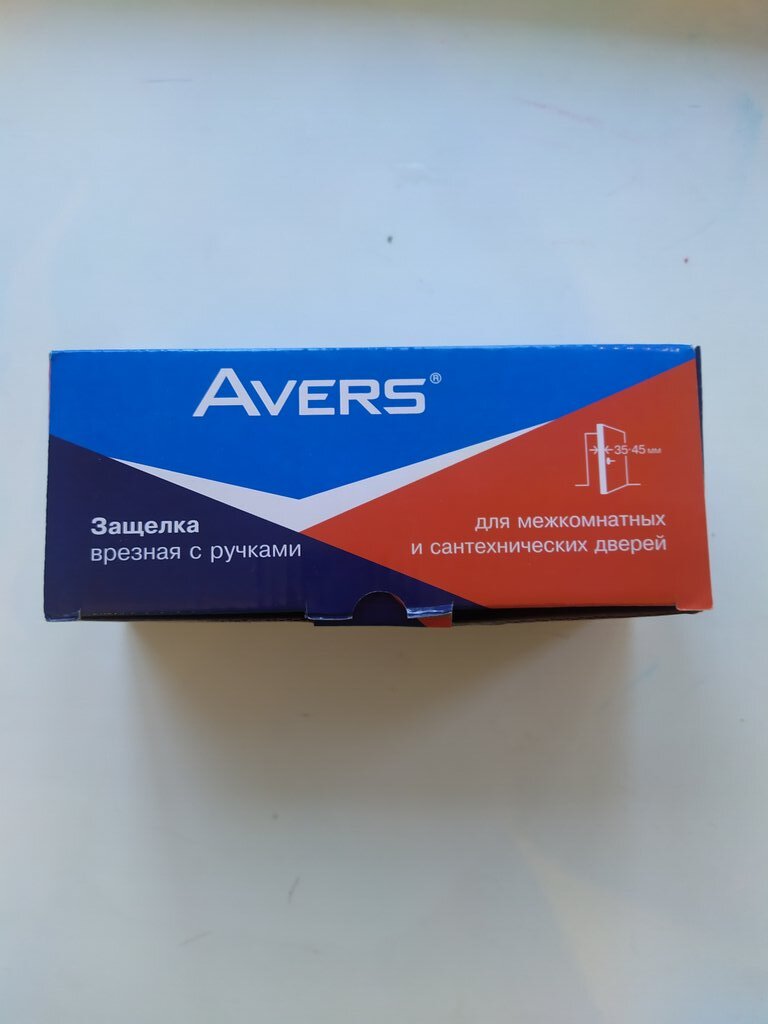 AVERS®
35-45 мм
Защелка
врезная с ручками
для межкомнатных
и сантехнических дверей